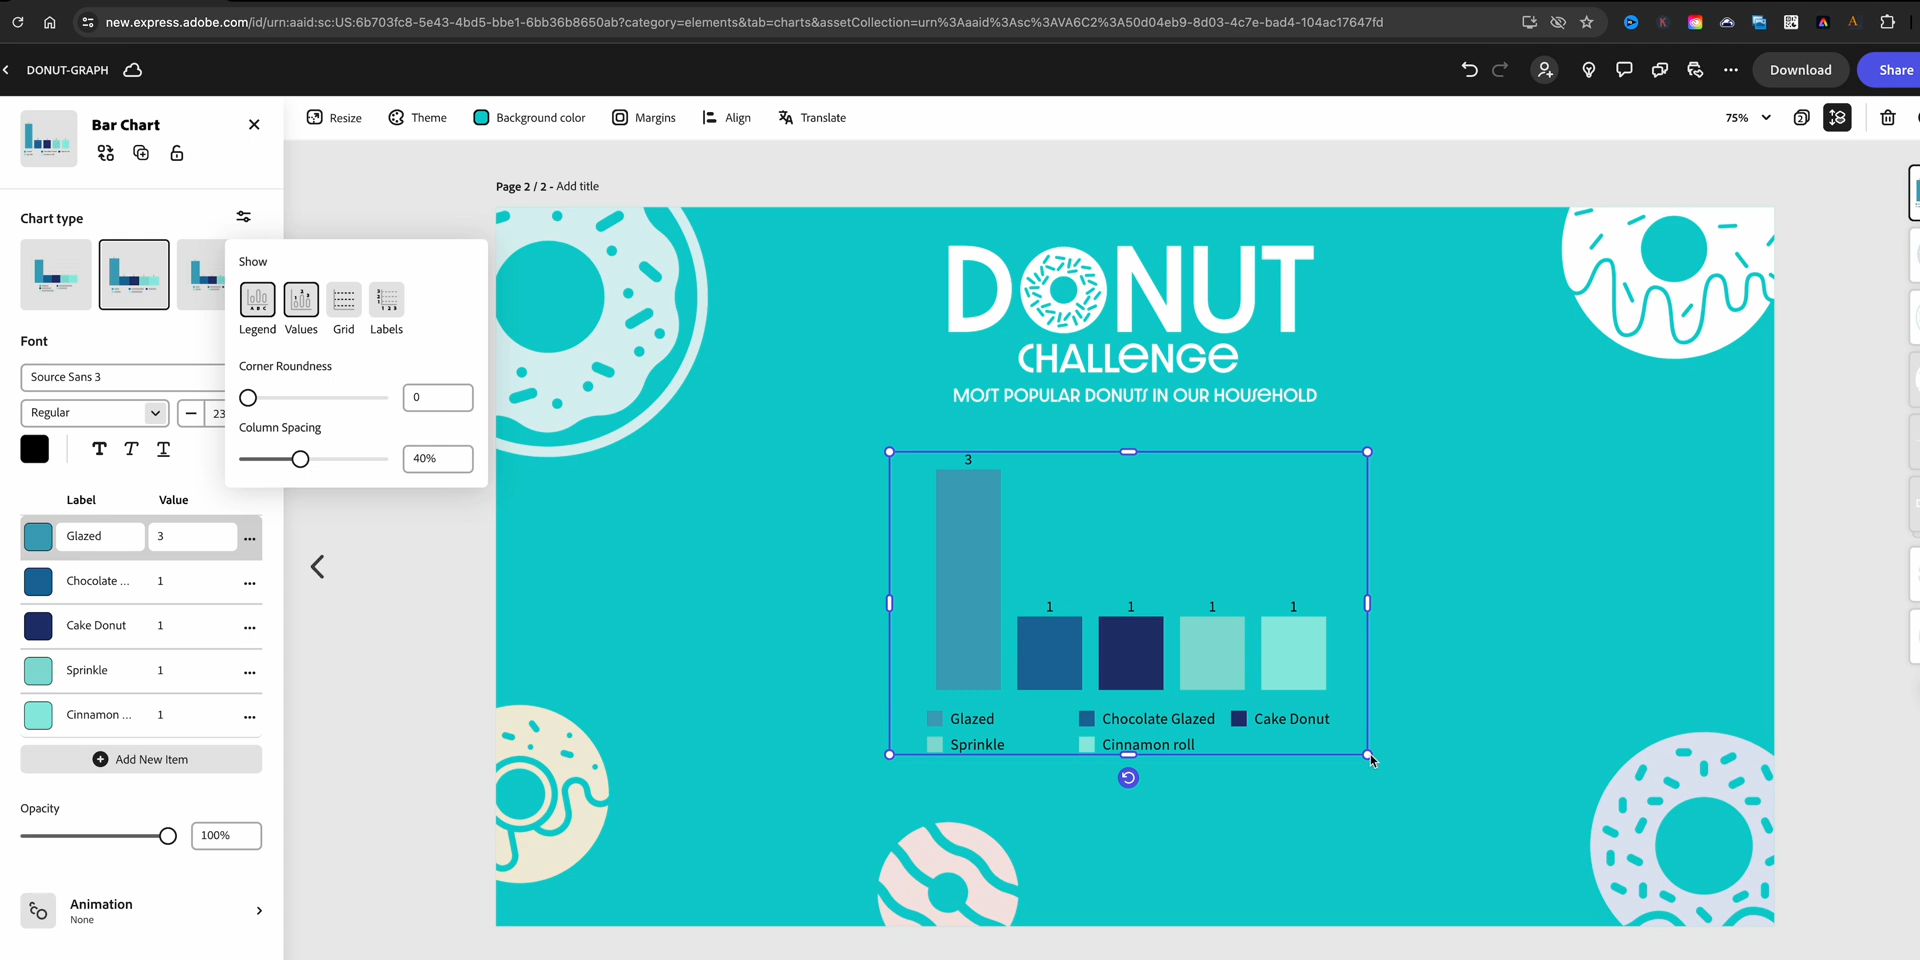 new.express.adobe.com/id/urn:aaid:sc:US:6b703fc8-5e43-4bd5-bbe1-6bb36b8650ab?category=elements&tab=charts&assetCollection=urn%3Aaaid%3Asc%3AVA6C2%3A50d04eb9-8d03-4c7e-bad4-104ac17647fd
DONUT-GRAPH
Download
Share
Bar Chart
Resize
Theme
Background color
Margins
Align
Translate
75%
2
Page 2 / 2 - Add title
Chart type
Show
Legend
Values
Grid
Labels
Corner Roundness
0
Column Spacing
40%
Font
Source Sans 3
Regular
23
Label Value
Glazed 3
Chocolate ... 1
Cake Donut 1
Sprinkle 1
Cinnamon ... 1
Add New Item
Opacity
100%
Animation
None
DONUT
CHALLENGE
MOST POPULAR DONUTS IN OUR HOUSEHOLD
3
1
1
1
1
Glazed
Chocolate Glazed
Cake Donut
Sprinkle
Cinnamon roll